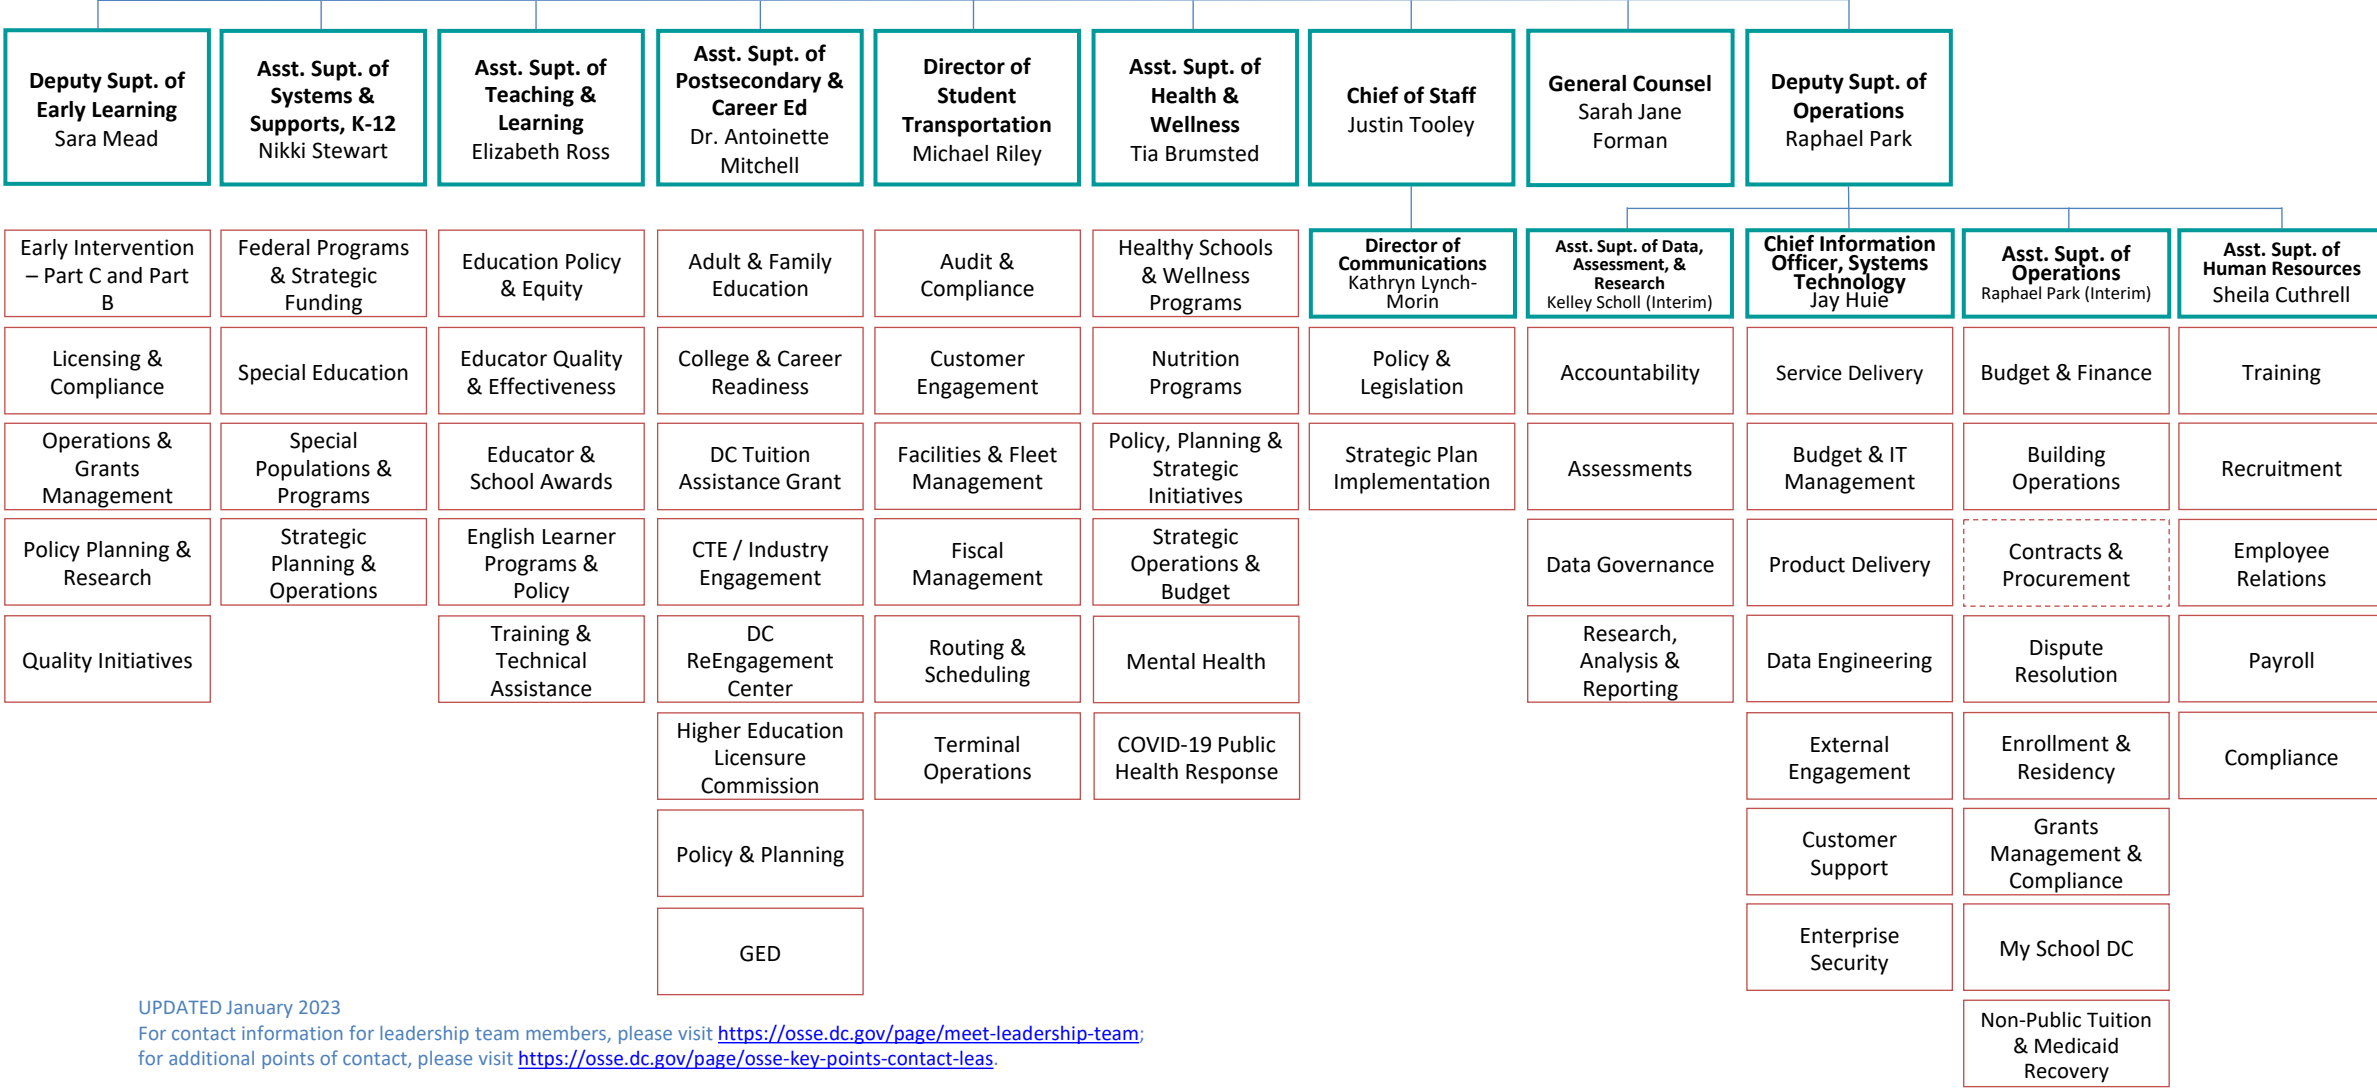 Deputy Supt. of
Early Learning
Sara Mead
Asst. Supt. of
Systems &
Supports, K-12
Nikki Stewart
Asst. Supt. of
Teaching &
Learning
Elizabeth Ross
Asst. Supt. of
Postsecondary &
Career Ed
Dr. Antoinette
Mitchell
Director of
Student
Transportation
Michael Riley
Asst. Supt. of
Health &
Wellness
Tia Brumsted
Chief of Staff
Justin Tooley
General Counsel
Sarah Jane
Forman
Deputy Supt. of
Operations
Raphael Park
Early Intervention
– Part C and Part
B
Licensing &
Compliance
Operations &
Grants
Management
Policy Planning &
Research
Quality Initiatives
Federal Programs
& Strategic
Funding
Special Education
Special
Populations &
Programs
Strategic
Planning &
Operations
Education Policy
& Equity
Educator Quality
& Effectiveness
Educator &
School Awards
English Learner
Programs &
Policy
Training &
Technical
Assistance
Adult & Family
Education
College & Career
Readiness
DC Tuition
Assistance Grant
CTE / Industry
Engagement
DC
ReEngagement
Center
Higher Education
Licensure
Commission
Policy & Planning
GED
Audit &
Compliance
Customer
Engagement
Facilities & Fleet
Management
Fiscal
Management
Routing &
Scheduling
Terminal
Operations
Healthy Schools
& Wellness
Programs
Nutrition
Programs
Policy, Planning &
Strategic
Initiatives
Strategic
Operations &
Budget
Mental Health
COVID-19 Public
Health Response
Director of
Communications
Kathryn Lynch-
Morin
Policy &
Legislation
Strategic Plan
Implementation
Asst. Supt. of Data,
Assessment, &
Research
Kelley Scholl (Interim)
Accountability
Assessments
Data Governance
Research,
Analysis &
Reporting
Chief Information
Officer, Systems
Technology
Jay Huie
Service Delivery
Budget & IT
Management
Product Delivery
Data Engineering
External
Engagement
Customer
Support
Enterprise
Security
Asst. Supt. of
Operations
Raphael Park (Interim)
Budget & Finance
Building
Operations
Contracts &
Procurement
Dispute
Resolution
Enrollment &
Residency
Grants
Management &
Compliance
My School DC
Non-Public Tuition
& Medicaid
Recovery
Asst. Supt. of
Human Resources
Sheila Cuthrell
Training
Recruitment
Employee
Relations
Payroll
Compliance
UPDATED January 2023
For contact information for leadership team members, please visit https://osse.dc.gov/page/meet-leadership-team;
for additional points of contact, please visit https://osse.dc.gov/page/osse-key-points-contact-leas.